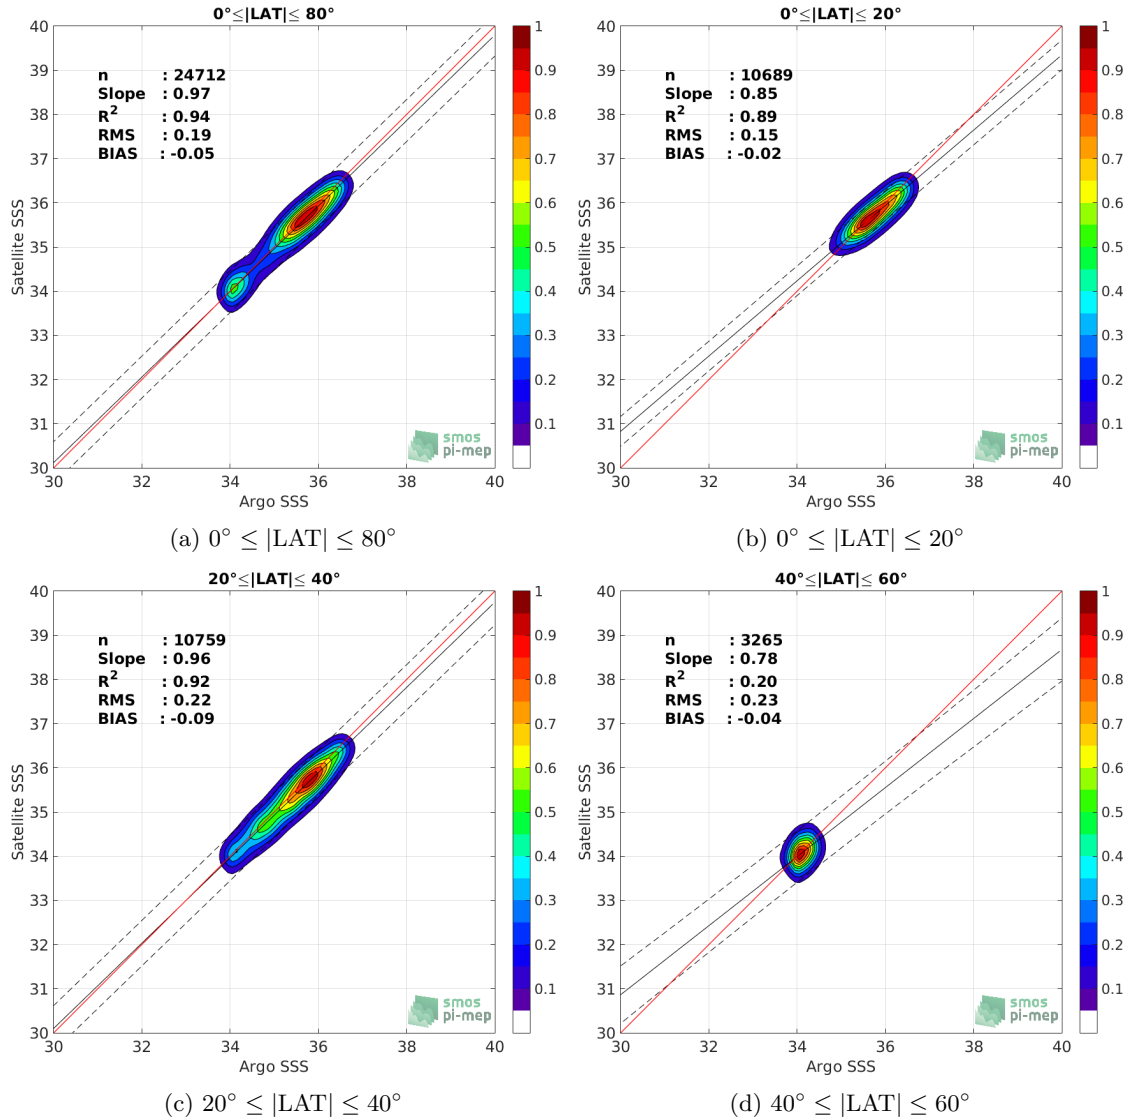 0°≤|LAT|≤ 80°
n : 24712
Slope : 0.97
R² : 0.94
RMS : 0.19
BIAS : -0.05
40
39
38
37
36
35
34
33
32
31
30
Satellite SSS
30 32 34 36 38 40
Argo SSS
1
0.9
0.8
0.7
0.6
0.5
0.4
0.3
0.2
0.1
smos
pi-mep
(a) 0° ≤ |LAT| ≤ 80°
0°≤|LAT|≤ 20°
n : 10689
Slope : 0.85
R² : 0.89
RMS : 0.15
BIAS : -0.02
40
39
38
37
36
35
34
33
32
31
30
Satellite SSS
30 32 34 36 38 40
Argo SSS
1
0.9
0.8
0.7
0.6
0.5
0.4
0.3
0.2
0.1
smos
pi-mep
(b) 0° ≤ |LAT| ≤ 20°
20°≤|LAT|≤ 40°
n : 10759
Slope : 0.96
R² : 0.92
RMS : 0.22
BIAS : -0.09
40
39
38
37
36
35
34
33
32
31
30
Satellite SSS
30 32 34 36 38 40
Argo SSS
1
0.9
0.8
0.7
0.6
0.5
0.4
0.3
0.2
0.1
smos
pi-mep
(c) 20° ≤ |LAT| ≤ 40°
40°≤|LAT|≤ 60°
n : 3265
Slope : 0.78
R² : 0.20
RMS : 0.23
BIAS : -0.04
40
39
38
37
36
35
34
33
32
31
30
Satellite SSS
30 32 34 36 38 40
Argo SSS
1
0.9
0.8
0.7
0.6
0.5
0.4
0.3
0.2
0.1
smos
pi-mep
(d) 40° ≤ |LAT| ≤ 60°